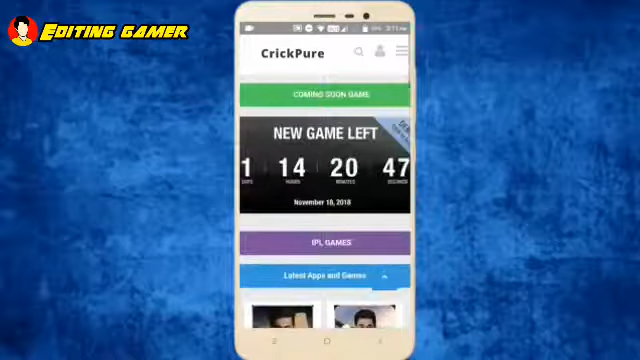 EDITING GAMER
CrickPure
COMING SOON GAME
NEW GAME LEFT
1 14 20 47
DAYS HOURS MINUTES SECONDS
November 18, 2018
IPL GAMES
Latest Apps and Games